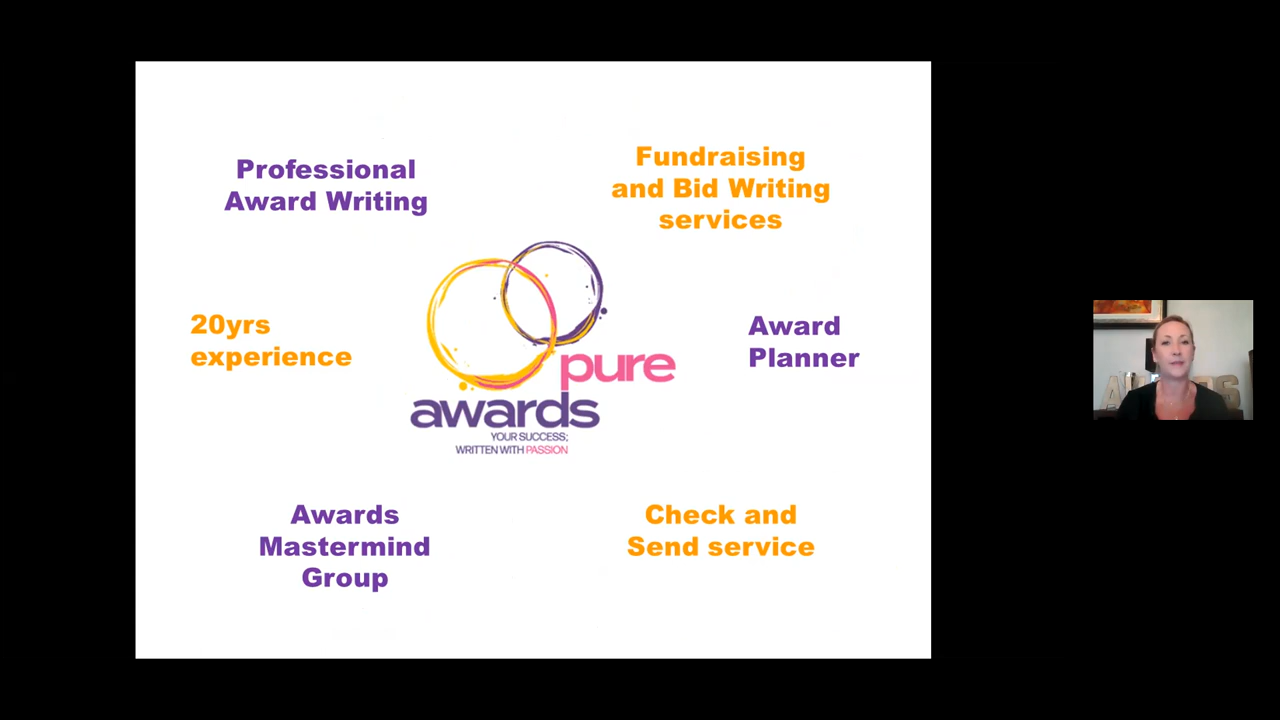 Professional
Award Writing
Fundraising
and Bid Writing
services
20yrs
experience
pure
awards
YOUR SUCCESS;
WRITTEN WITH PASSION
Award
Planner
Awards
Mastermind
Group
Check and
Send service